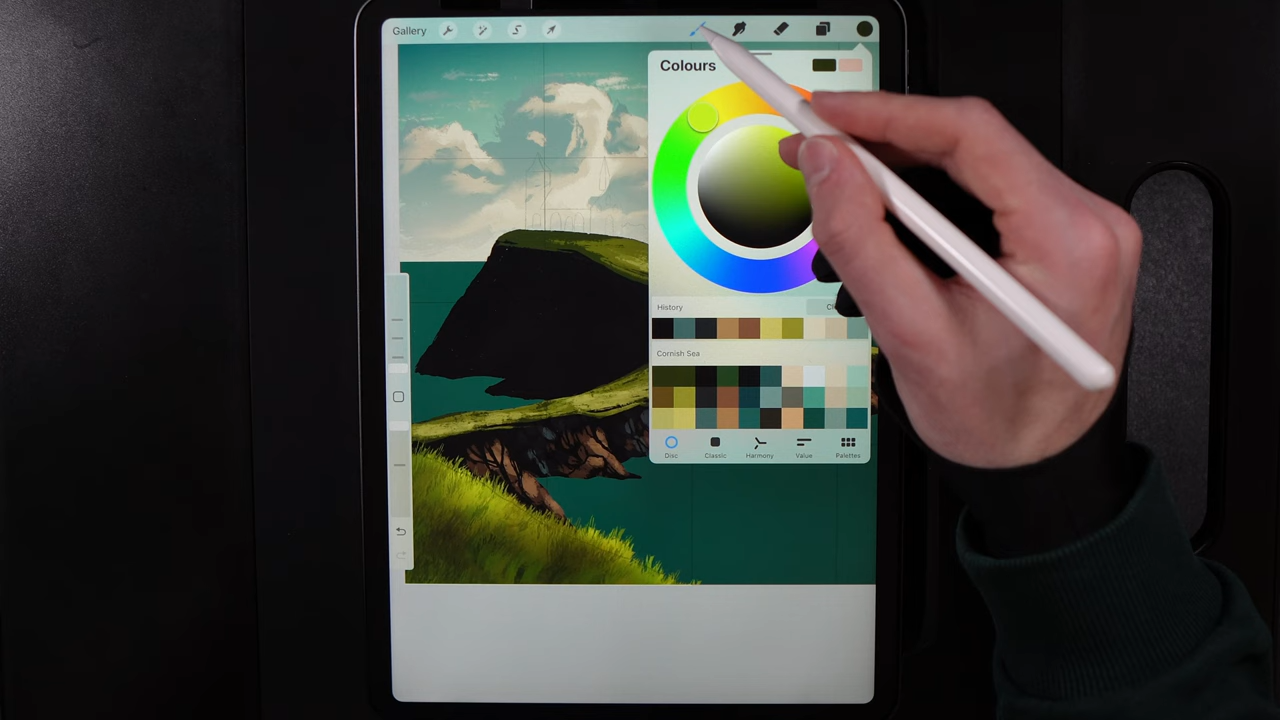 Gallery
Colours
History
Cornish Sea
Disc Classic Harmony Value Palettes